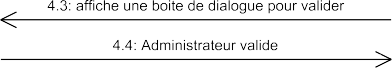 4.3: affiche une boite de dialogue pour valider
4.4: Administrateur valide